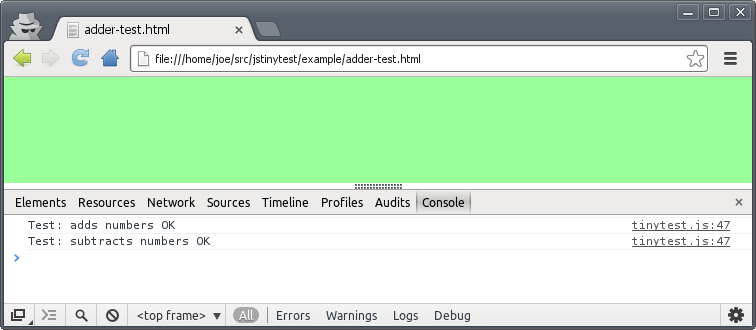 adder-test.html
file:///home/joe/src/jstinytest/example/adder-test.html
Elements Resources Network Sources Timeline Profiles Audits Console
Test: adds numbers OK tinytest.js:47
Test: subtracts numbers OK tinytest.js:47
<top frame> All Errors Warnings Logs Debug